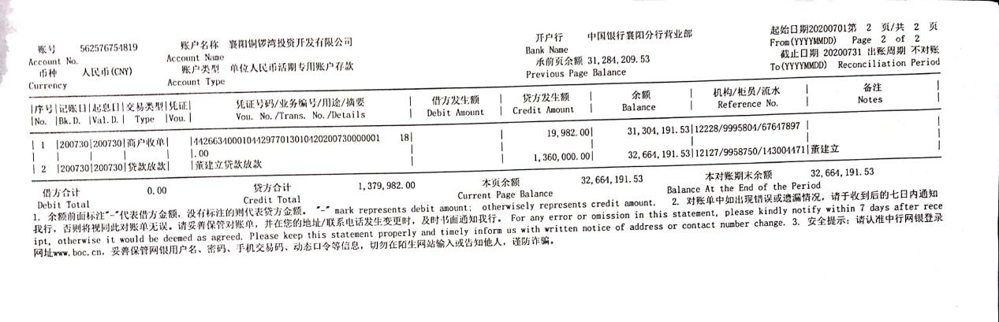 账号 562576754819 账户名称 襄阳铜锣湾投资开发有限公司 开户行 中国银行襄阳分行营业部 起始日期20200701第 2 页/共 2 页
Account No. Account Name Bank Name From(YYYYMMDD) Page 2 of 2
币种 人民币(CNY) 账户类型 单位人民币活期专用账户存款 承前页余额 31,284,209.53 截止日期 20200731 出账周期 不对账
Currency Account Type Previous Page Balance To(YYYYMMDD) Reconciliation Period
|序号|记账日|起息日|交易类型|凭证| 凭证号码/业务编号/用途/摘要 | 借方发生额 | 贷方发生额 | 余额 | 机构/柜员/流水 | 备注
|No. |Bk.D. |Val.D. | Type |Vou. | Vou. No./Trans. No./Details | Debit Amount | Credit Amount | Balance | Reference No. | Notes
| 1 |200730|200730|商户收单| |44266340001044297701301042020073000000​1 18| | 19,982.00| 31,304,191.53|12228/9995804/67647897 |
|.00
| 2 |200730|200730|贷款放款| |董建立贷款放款 | | 1,360,000.00| 32,664,191.53|12127/9958750/143004471|董建立
借方合计 0.00 贷方合计 1,379,982.00 本页余额 32,664,191.53 本对账期末余额 32,664,191.53
Debit Total Credit Total Current Page Balance Balance At the End of the Period
1. 余额前面标注"-"代表借方金额，没有标注的则代表贷方金额。 "-" mark represents debit amount; otherwisely represents credit amount. 2. 对账单中如出现错误或遗漏情况，请于收到后的七日内通知
我行，否则将视同此对账单无误。请妥善保管对账单，并在您的地址/联系电话发生变更时，及时书面通知我行。 For any error or omission in this statement, please kindly notify within 7 days after rece
ipt, otherwise it would be deemed as agreed. Please keep this statement properly and timely inform us with written notice of address or contact number change. 3. 安全提示：请认准中行网银登录
网址www.boc.cn，妥善保管网银用户名、密码、手机交易码、动态口令等信息，切勿在陌生网站输入或告知他人，谨防诈骗。